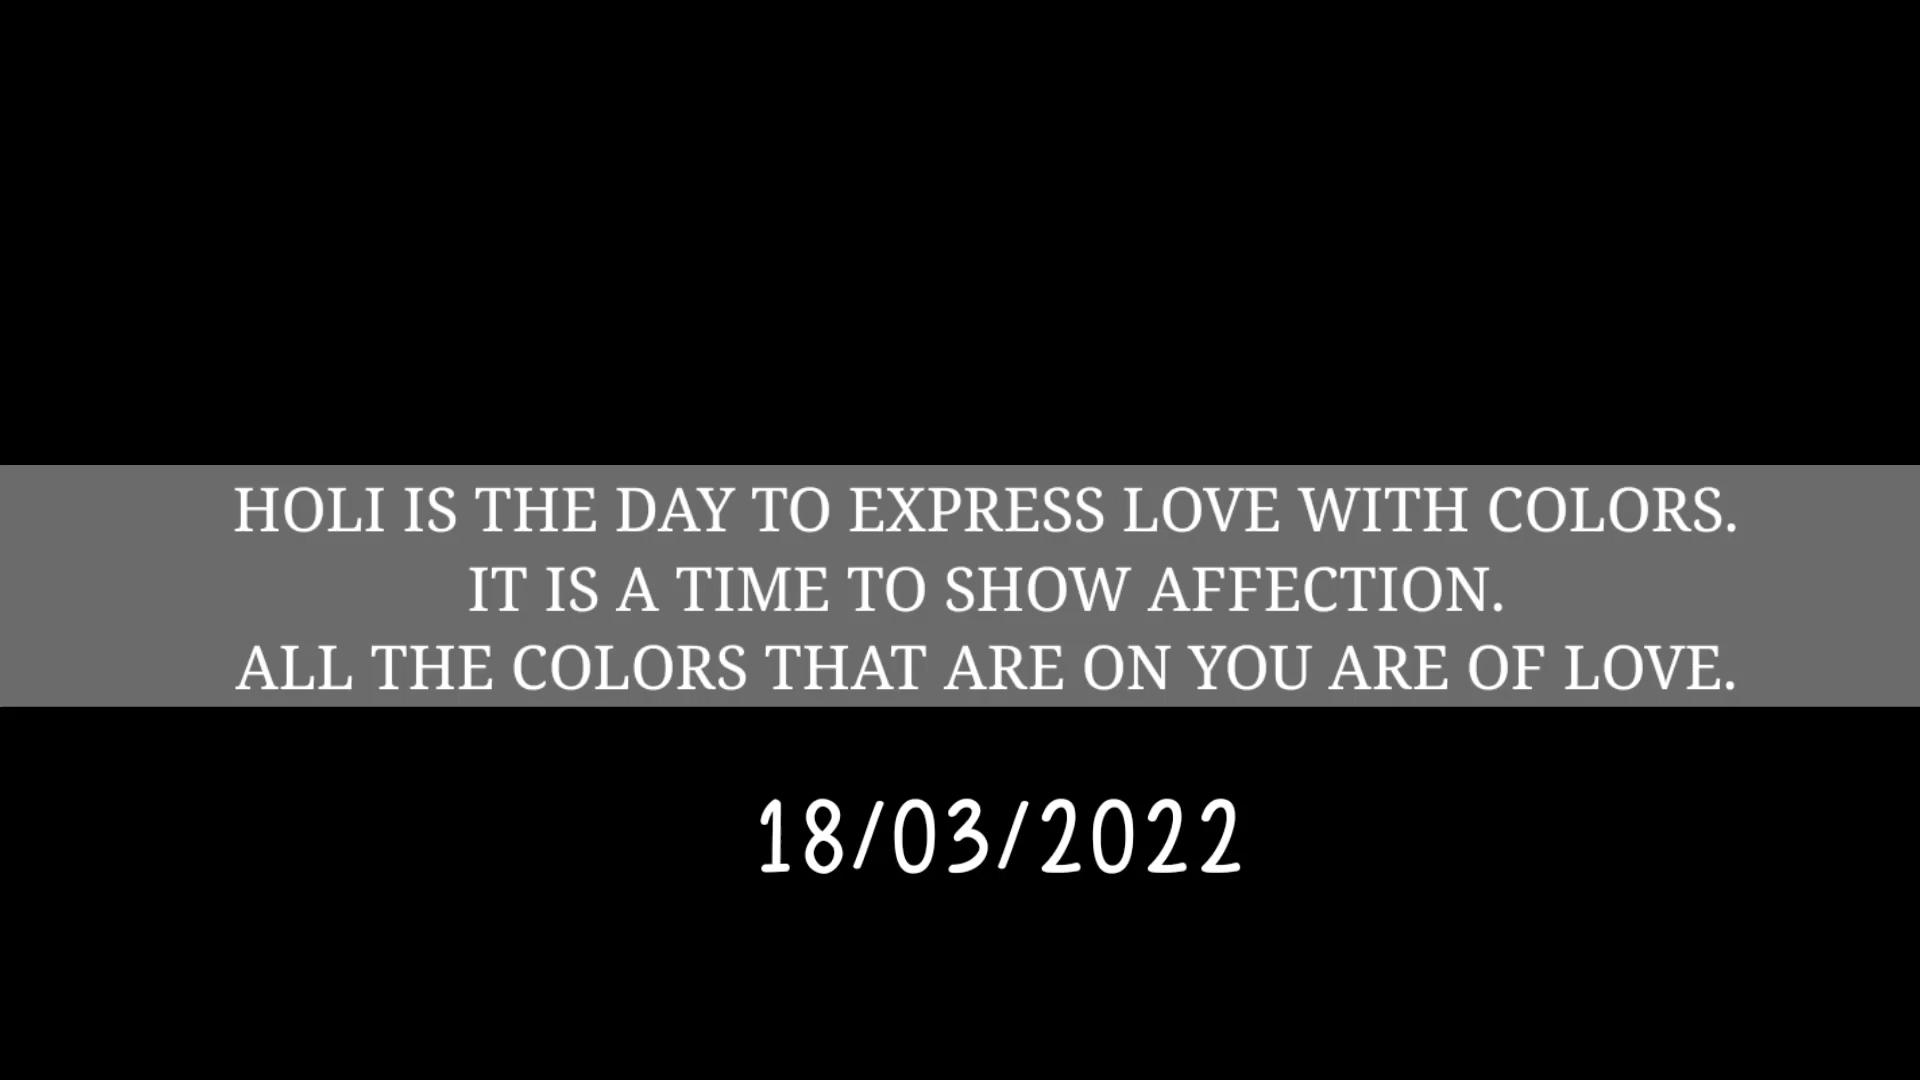 HOLI IS THE DAY TO EXPRESS LOVE WITH COLORS.
IT IS A TIME TO SHOW AFFECTION.
ALL THE COLORS THAT ARE ON YOU ARE OF LOVE.
18/03/2022